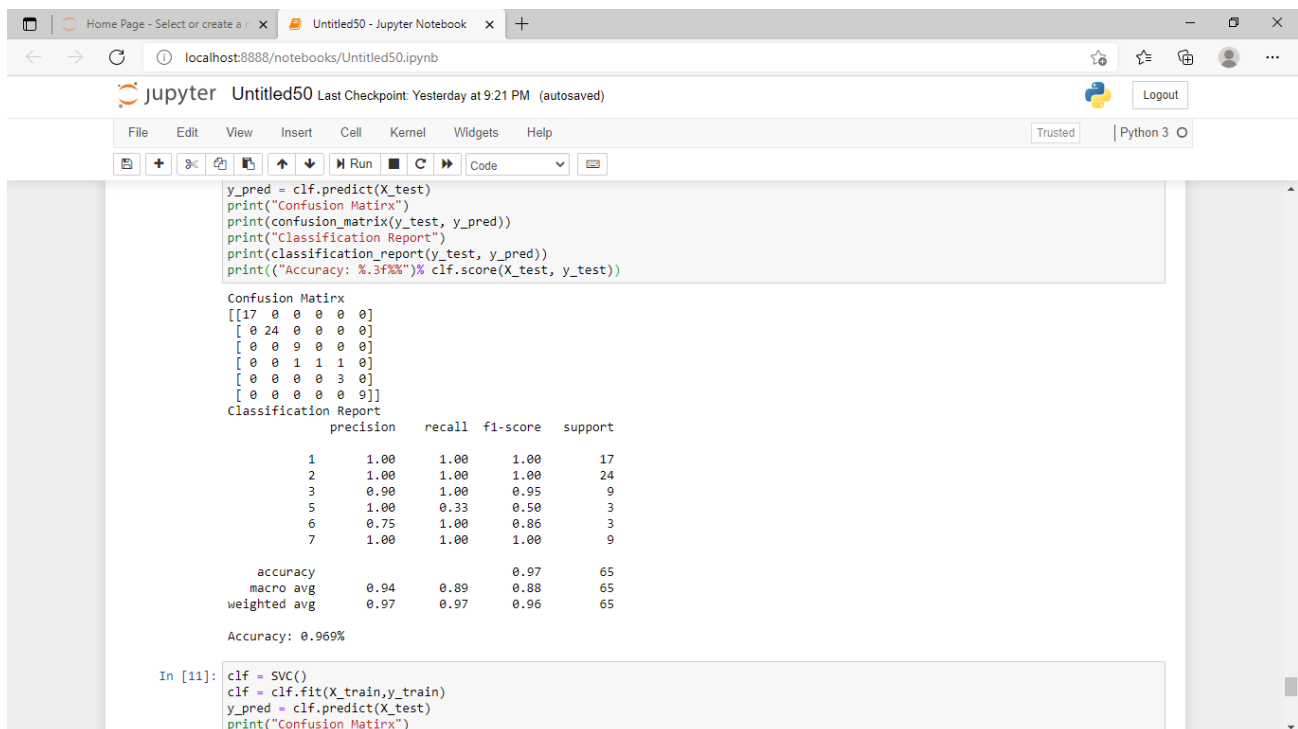 Home Page - Select or create a n
Untitled50 - Jupyter Notebook
localhost:8888/notebooks/Untitled50.ipynb
jupyter Untitled50 Last Checkpoint: Yesterday at 9:21 PM (autosaved)
Logout
File Edit View Insert Cell Kernel Widgets Help
Trusted Python 3
Run Code
y_pred = clf.predict(X_test)
print("Confusion Matirx")
print(confusion_matrix(y_test, y_pred))
print("Classification Report")
print(classification_report(y_test, y_pred))
print(("Accuracy: %.3f%%")% clf.score(X_test, y_test))
Confusion Matirx
[[17 0 0 0 0 0]
[ 0 24 0 0 0 0]
[ 0 0 9 0 0 0]
[ 0 0 1 1 1 0]
[ 0 0 0 0 3 0]
[ 0 0 0 0 0 9]]
Classification Report
precision recall f1-score support
1 1.00 1.00 1.00 17
2 1.00 1.00 1.00 24
3 0.90 1.00 0.95 9
5 1.00 0.33 0.50 3
6 0.75 1.00 0.86 3
7 1.00 1.00 1.00 9
accuracy 0.97 65
macro avg 0.94 0.89 0.88 65
weighted avg 0.97 0.97 0.96 65
Accuracy: 0.969%
In [11]: clf = SVC()
clf = clf.fit(X_train,y_train)
y_pred = clf.predict(X_test)
print("Confusion Matirx")